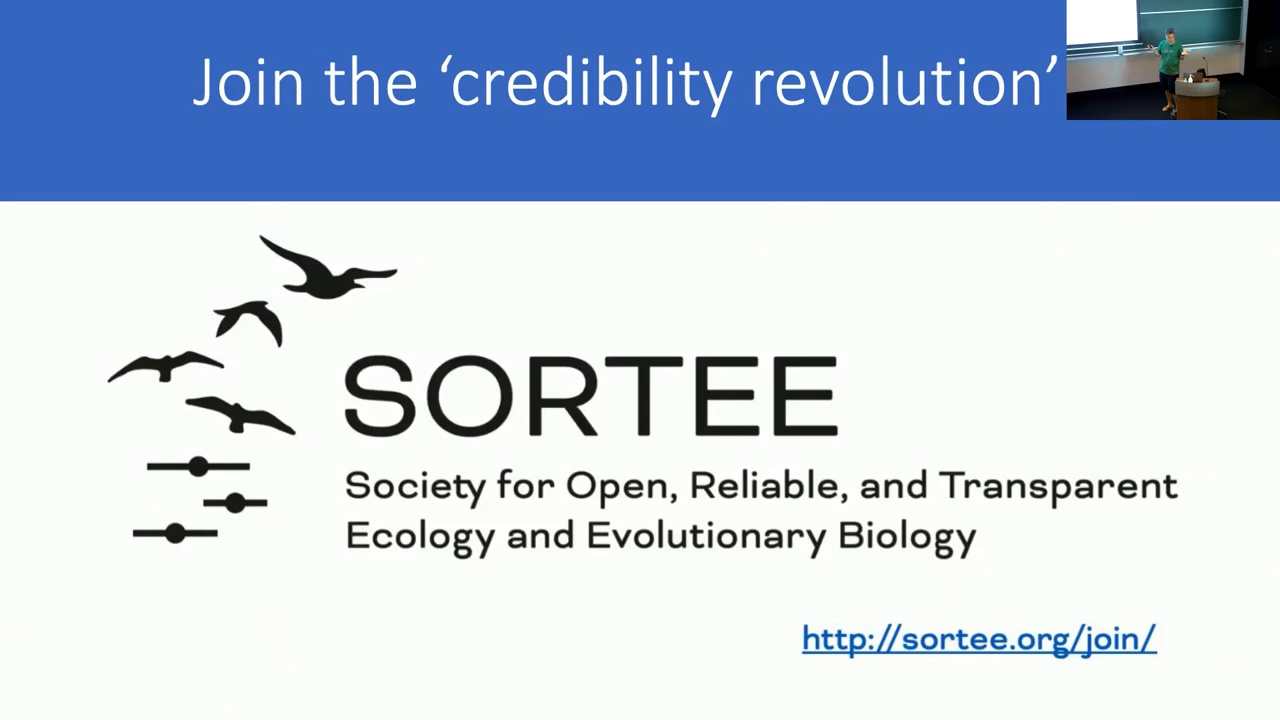 Join the ‘credibility revolution’
SORTEE
Society for Open, Reliable, and Transparent
Ecology and Evolutionary Biology
http://sortee.org/join/